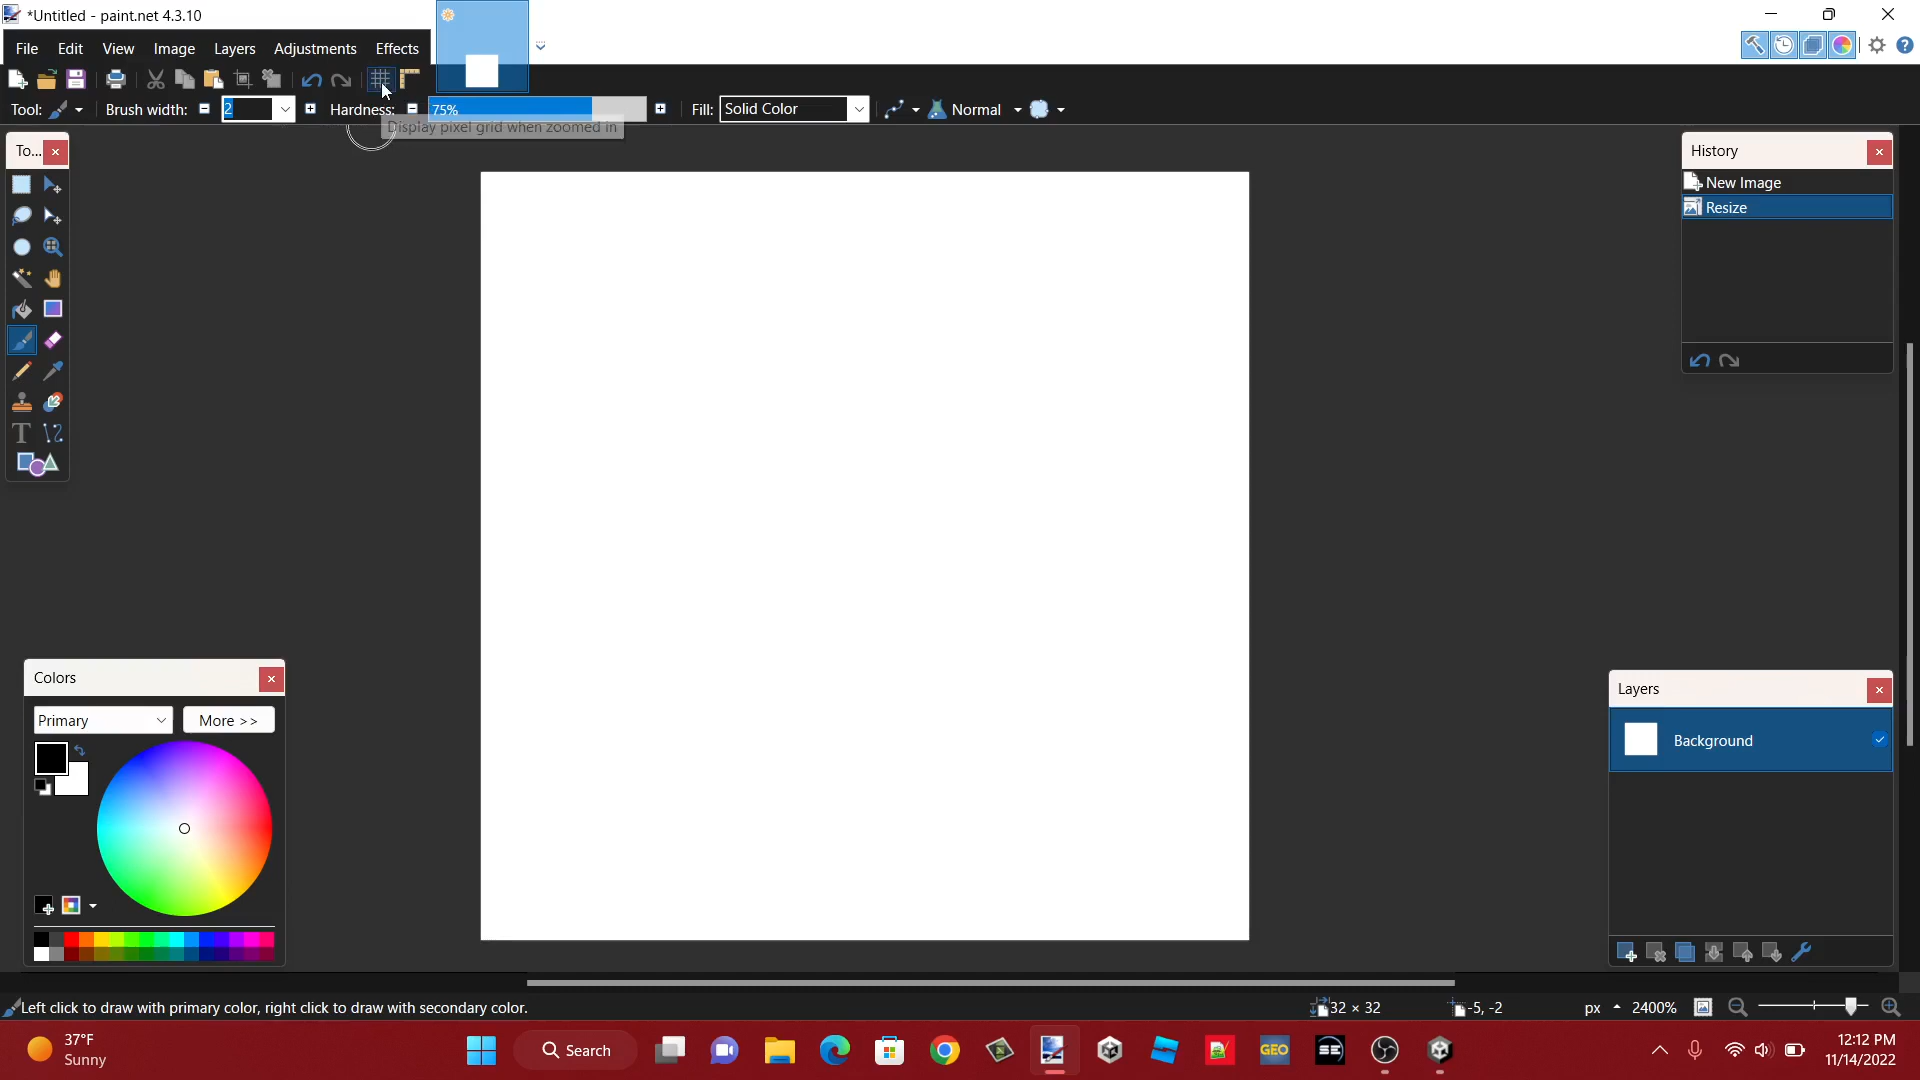 *Untitled - paint.net 4.3.10
File Edit View Image Layers Adjustments Effects
Tool: Brush width: 2 Hardness: 75% Fill: Solid Color Normal
Display pixel grid when zoomed in
To...
History
New Image
Resize
Colors
Primary More >>
Layers
Background
Left click to draw with primary color, right click to draw with secondary color.
32 × 32 -5, -2 px 2400%
37°F
Sunny
Search
GEO
SE
12:12 PM
11/14/2022